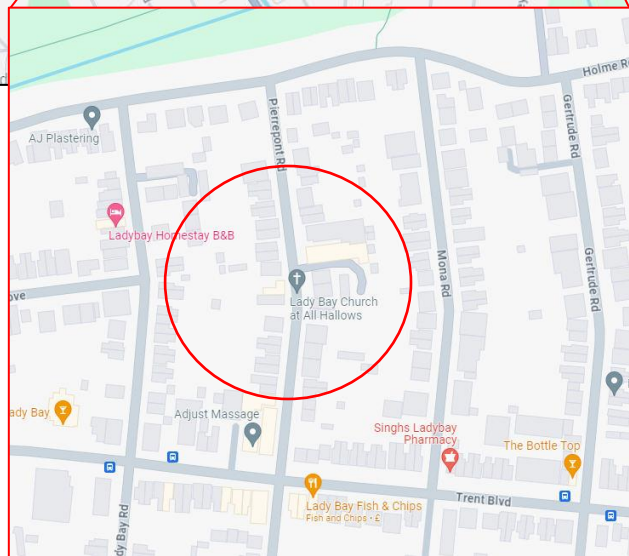 Holme R
Pierrepont Rd
Gertrude Rd
AJ Plastering
Ladybay Homestay B&B
Mona Rd
Gertrude Rd
ove
Lady Bay Church
at All Hallows
ady Bay
Adjust Massage
Singhs Ladybay
Pharmacy
The Bottle Top
Trent Blvd
Lady Bay Fish & Chips
Fish and Chips · £
dy Bay Rd